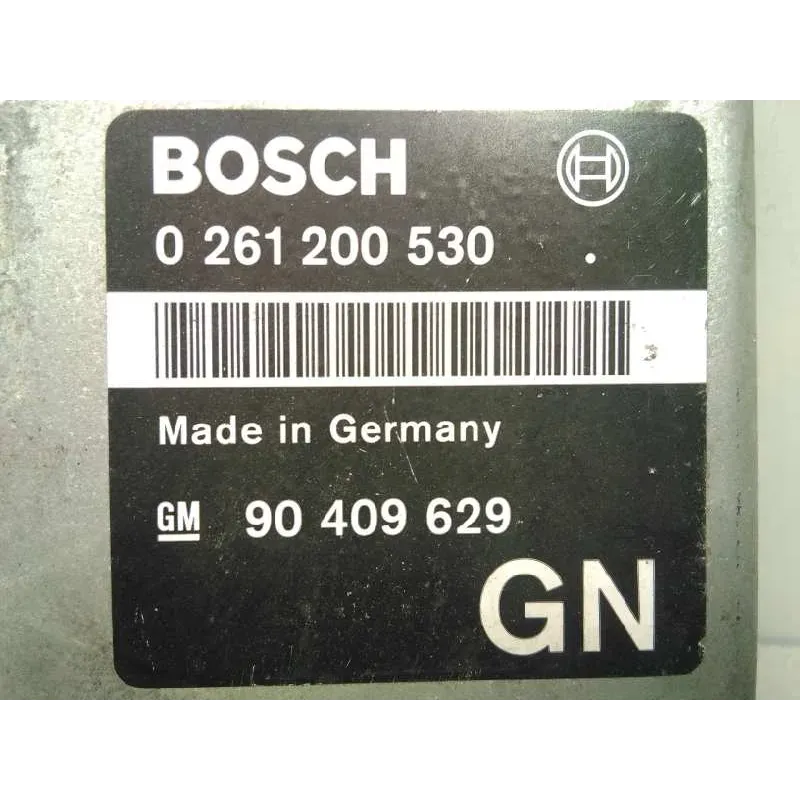 BOSCH
0 261 200 530 .
Made in Germany
GM 90 409 629
GN